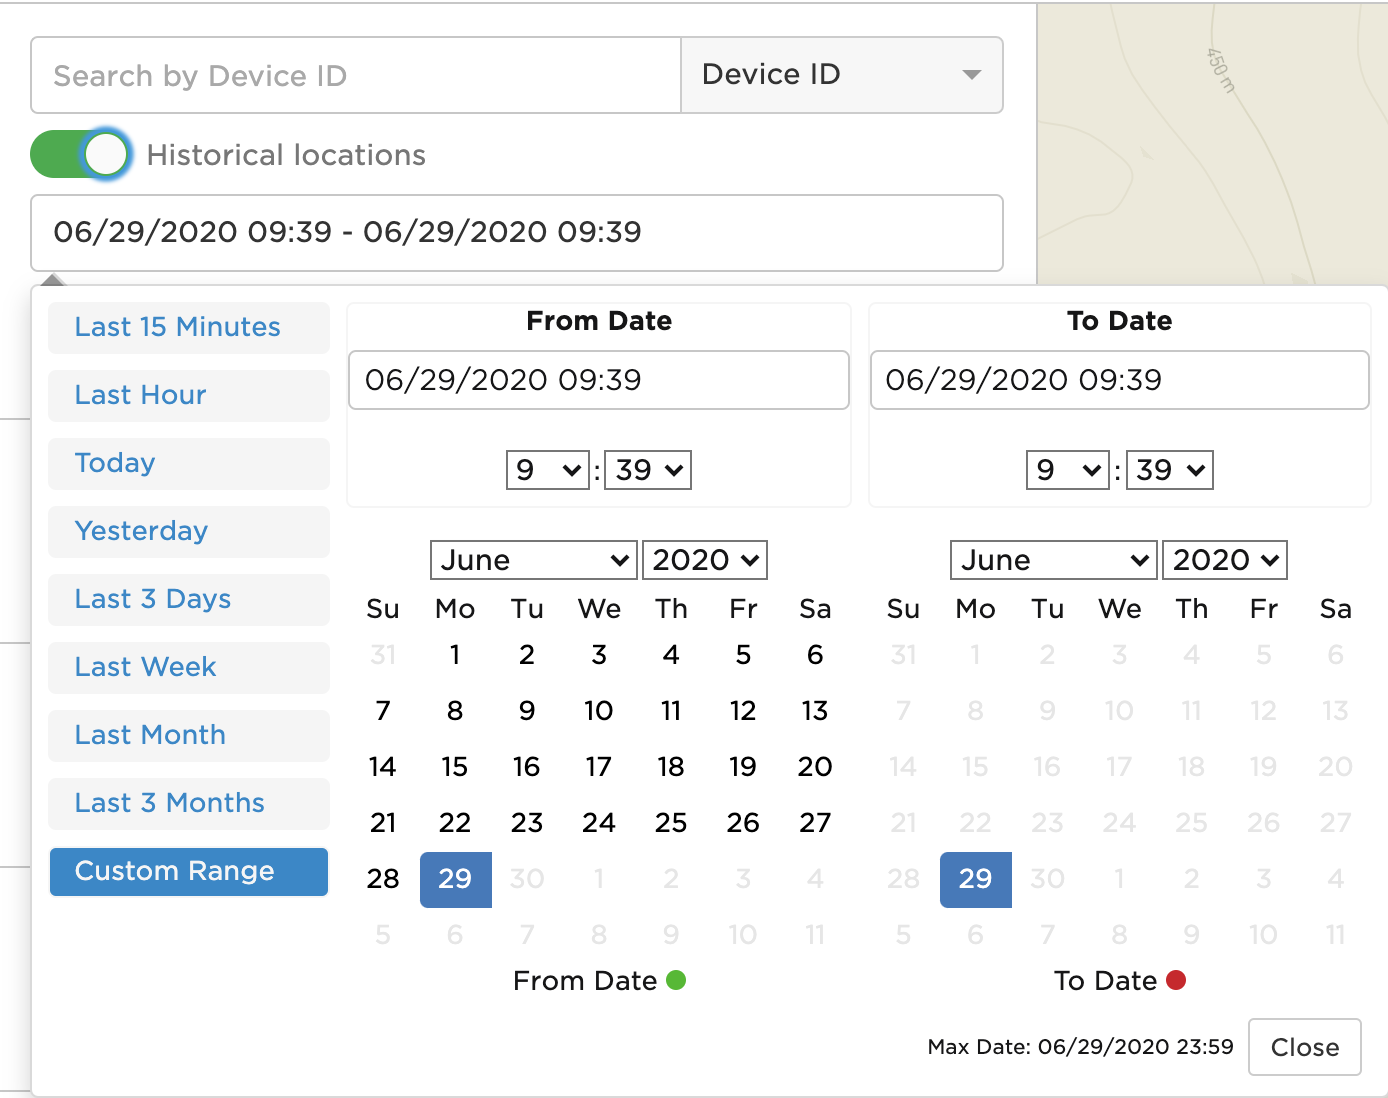 Search by Device ID
Device ID
450 m
Historical locations
06/29/2020 09:39 - 06/29/2020 09:39
Last 15 Minutes
Last Hour
Today
Yesterday
Last 3 Days
Last Week
Last Month
Last 3 Months
Custom Range
From Date
06/29/2020 09:39
9 : 39
June 2020
Su Mo Tu We Th Fr Sa
31 1 2 3 4 5 6
7 8 9 10 11 12 13
14 15 16 17 18 19 20
21 22 23 24 25 26 27
28 29 30 1 2 3 4
5 6 7 8 9 10 11
From Date
To Date
06/29/2020 09:39
9 : 39
June 2020
Su Mo Tu We Th Fr Sa
31 1 2 3 4 5 6
7 8 9 10 11 12 13
14 15 16 17 18 19 20
21 22 23 24 25 26 27
28 29 30 1 2 3 4
5 6 7 8 9 10 11
To Date
Max Date: 06/29/2020 23:59
Close